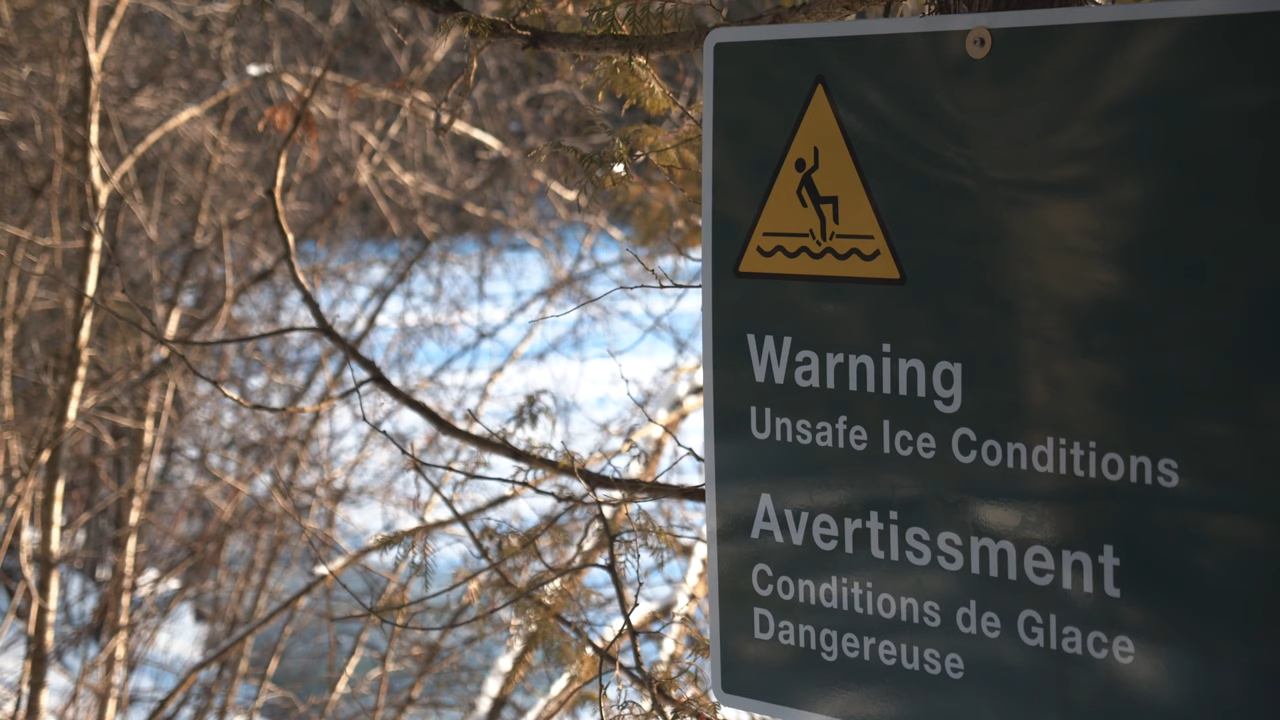 Warning
Unsafe Ice Conditions
Avertissment
Conditions de Glace
Dangereuse